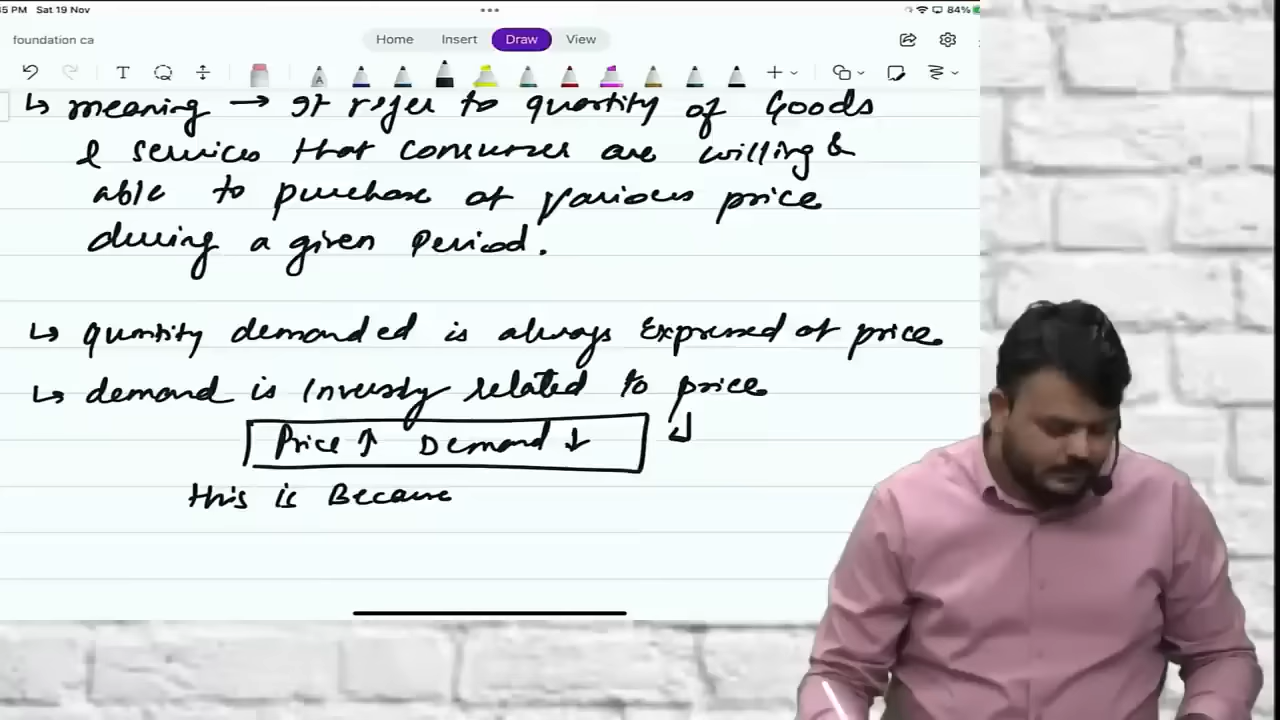 5 PM Sat 19 Nov 84%
foundation ca Home Insert Draw View
↳ meaning → It refer to quantity of Goods
& services that consumer are willing &
able to purchase at various price
during a given Period.
↳ quantity demanded is always Expressed at price
↳ demand is Inversly related to price
Price ↑ Demand ↓
this is Because